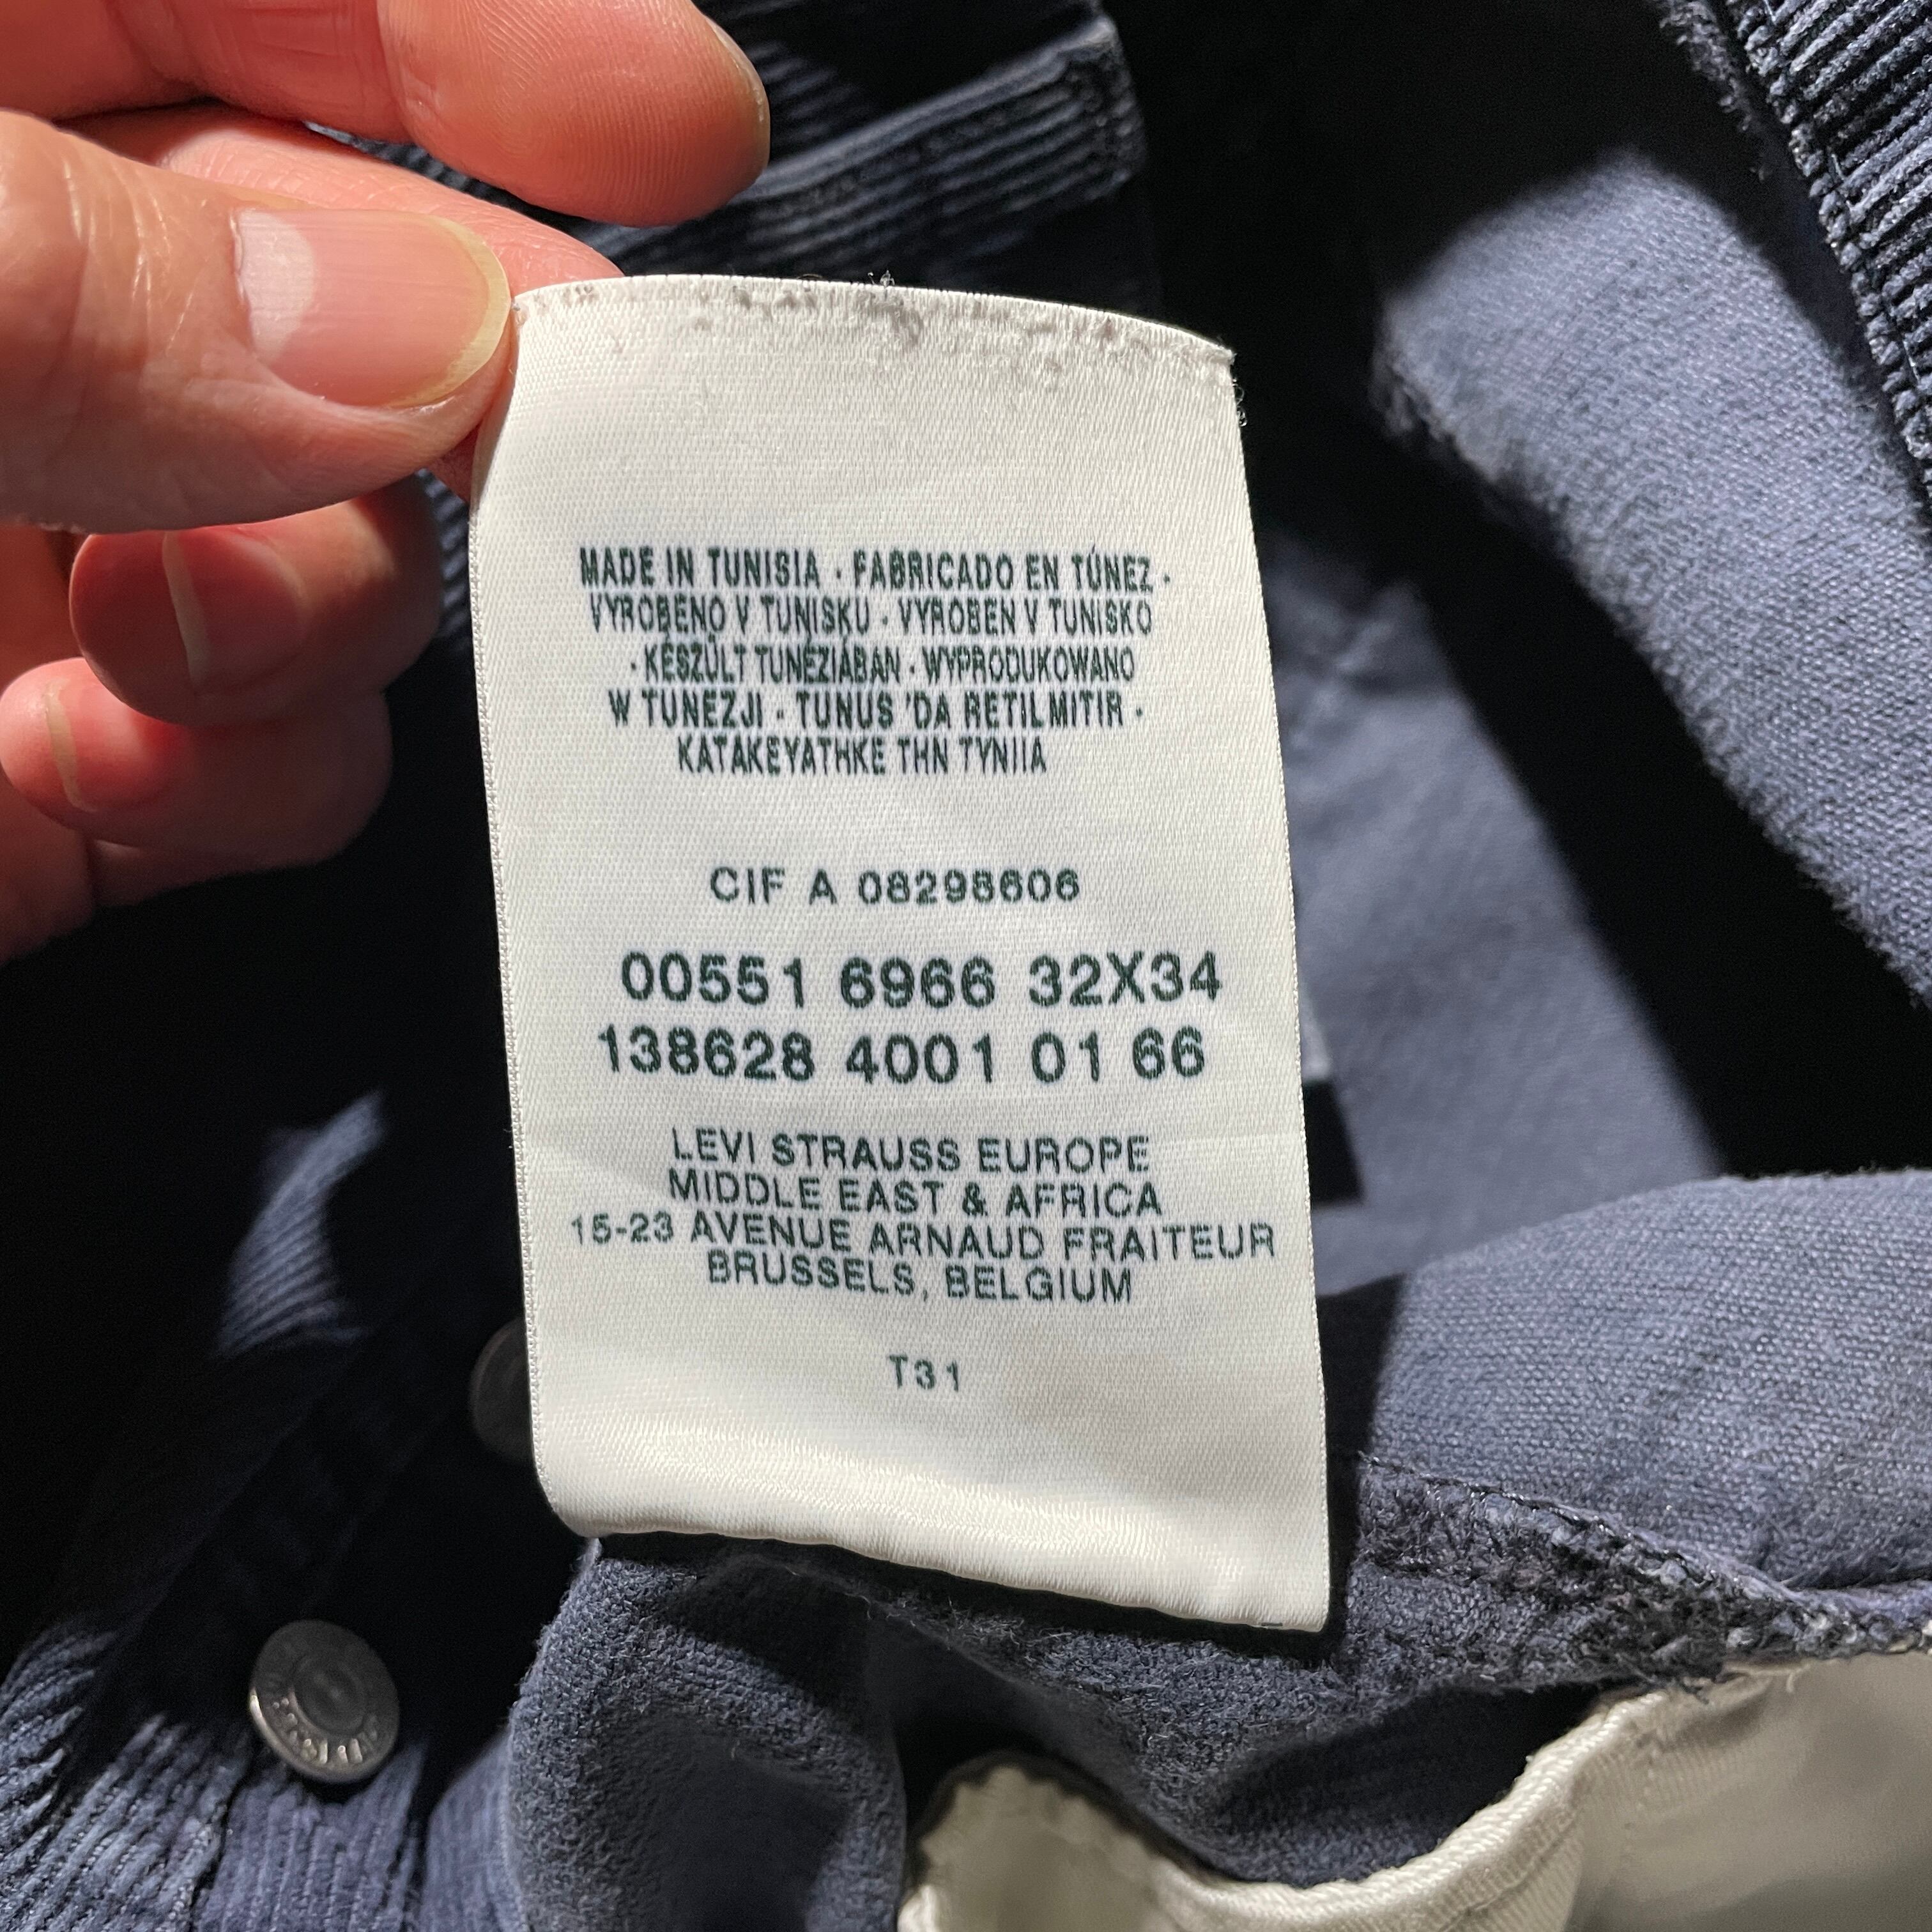 MADE IN TUNISIA · FABRICADO EN TÚNEZ ·
VYROBENO V TUNISKU · VYROBEN V TUNISKO
· KÉSZÜLT TUNÉZIÁBAN · WYPRODUKOWANO
W TUNEZJI · TUNUS 'DA RETILMITIR ·
KATAKEYATHKE THN TYNIIA
CIF A 08298606
00551 6966 32X34
138628 4001 01 66
LEVI STRAUSS EUROPE
MIDDLE EAST & AFRICA
15-23 AVENUE ARNAUD FRAITEUR
BRUSSELS, BELGIUM
T31